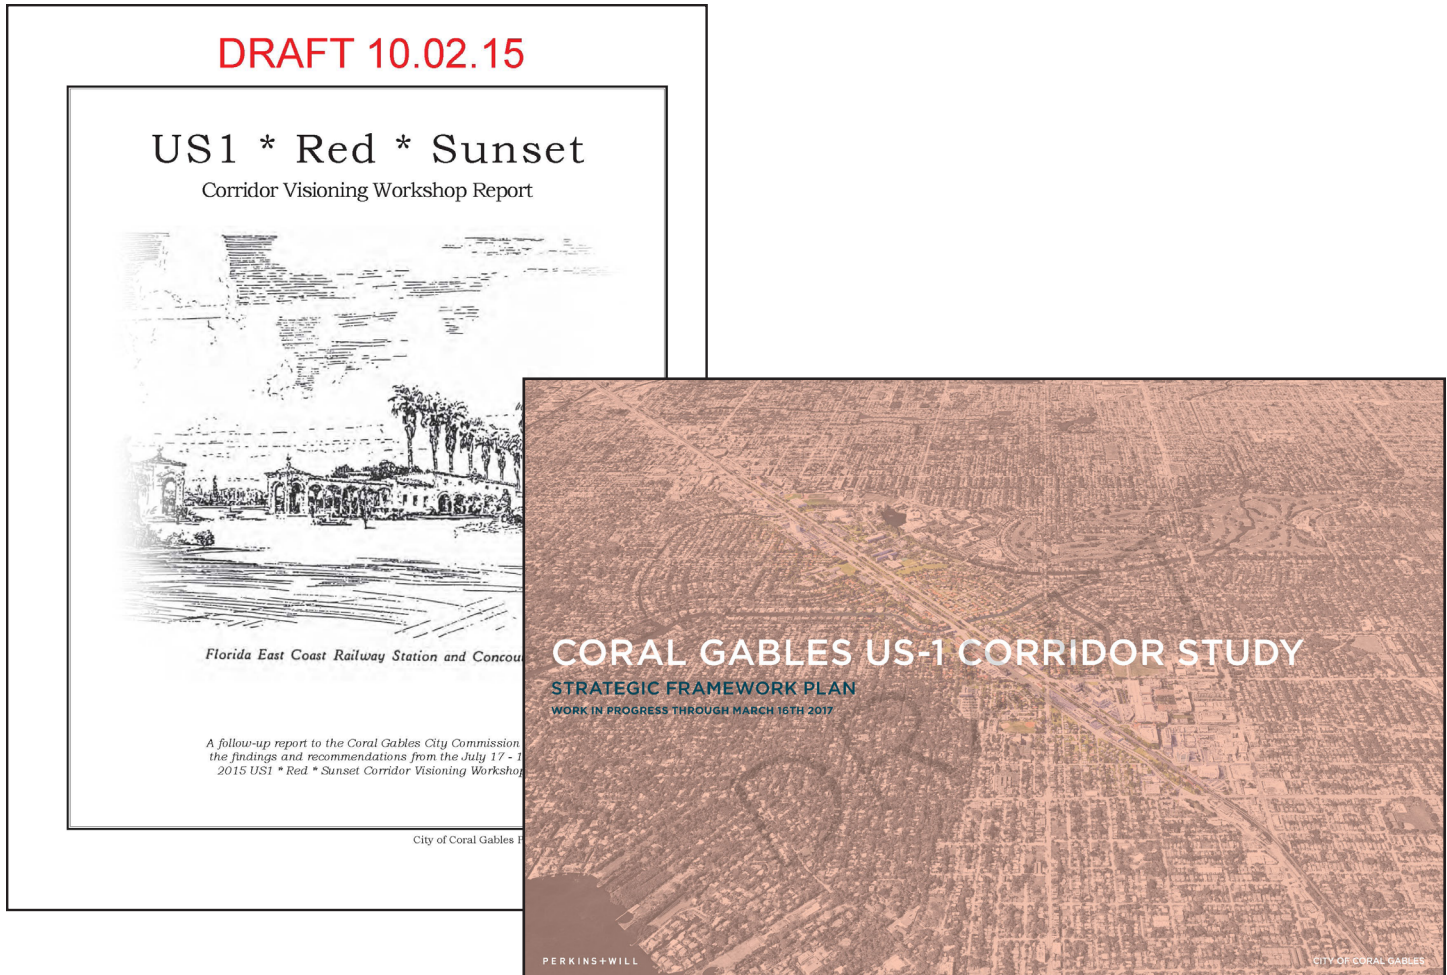 DRAFT 10.02.15
US1 * Red * Sunset
Corridor Visioning Workshop Report
Florida East Coast Railway Station and
A follow-up report to the Coral Gables City Commission
the findings and recommendations from the July 17 - 1
2015 US1 * Red * Sunset Corridor Visioning Workshop
City of Coral Gables
CORAL GABLES US-1 CORRIDOR STUDY
STRATEGIC FRAMEWORK PLAN
WORK IN PROGRESS THROUGH MARCH 16TH 2017
PERKINS+WILL
CITY OF CORAL GABLES